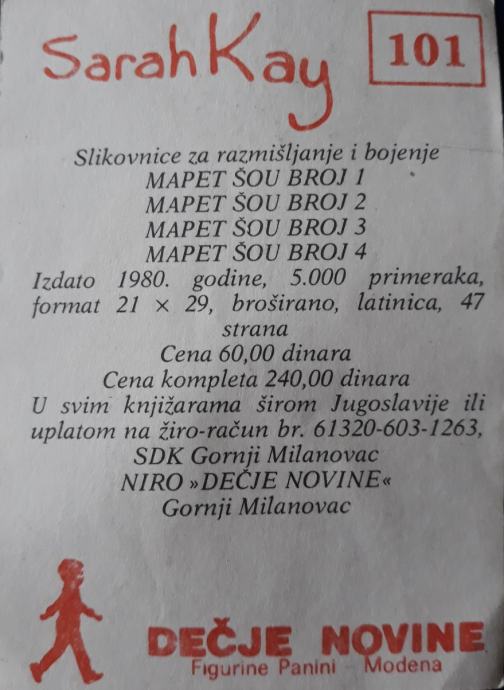 Sarah Kay
101
Slikovnice za razmišljanje i bojenje
MAPET ŠOU BROJ 1
MAPET ŠOU BROJ 2
MAPET ŠOU BROJ 3
MAPET ŠOU BROJ 4
Izdato 1980. godine, 5.000 primeraka,
format 21 × 29, broširano, latinica, 47
strana
Cena 60,00 dinara
Cena kompleta 240,00 dinara
U svim knjižarama širom Jugoslavije ili
uplatom na žiro-račun br. 61320-603-1263,
SDK Gornji Milanovac
NIRO »DEČJE NOVINE«
Gornji Milanovac
DEČJE NOVINE
Figurine Panini - Modena